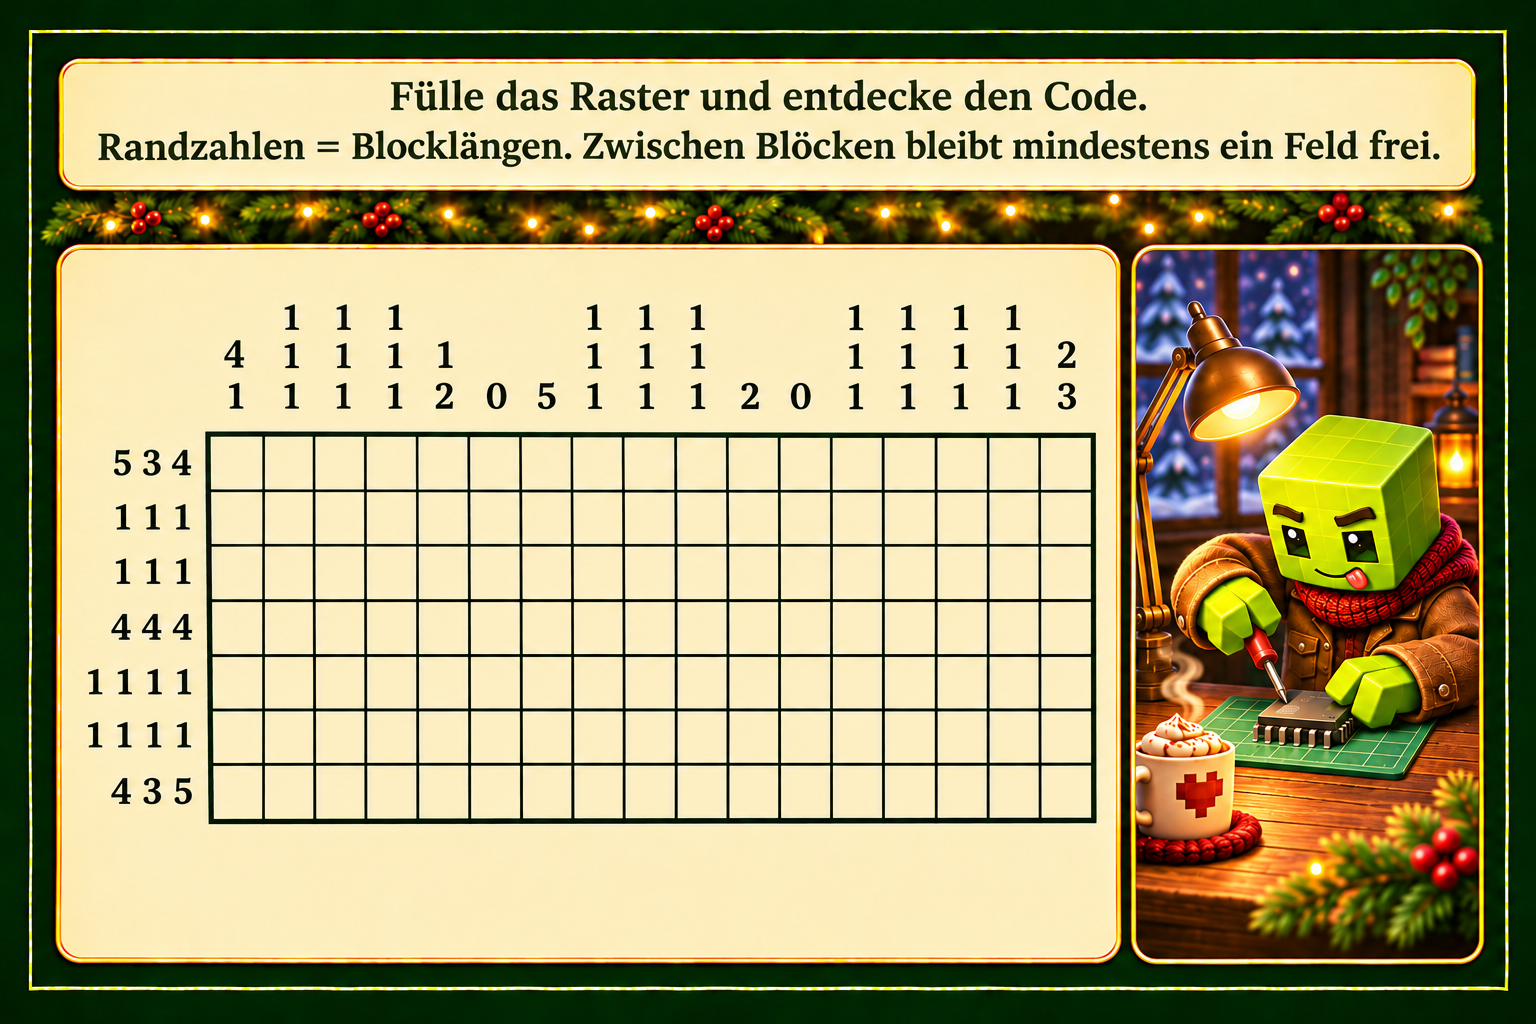 Fülle das Raster und entdecke den Code.
Randzahlen = Blocklängen. Zwischen Blöcken bleibt mindestens ein Feld frei.
1 1 1 1 1 1 1 1 1 1
4 1 1 1 1 1 1 1 1 1 1 1 2
1 1 1 1 2 0 5 1 1 1 2 0 1 1 1 1 3
5 3 4
1 1 1
1 1 1
4 4 4
1 1 1 1
1 1 1 1
4 3 5